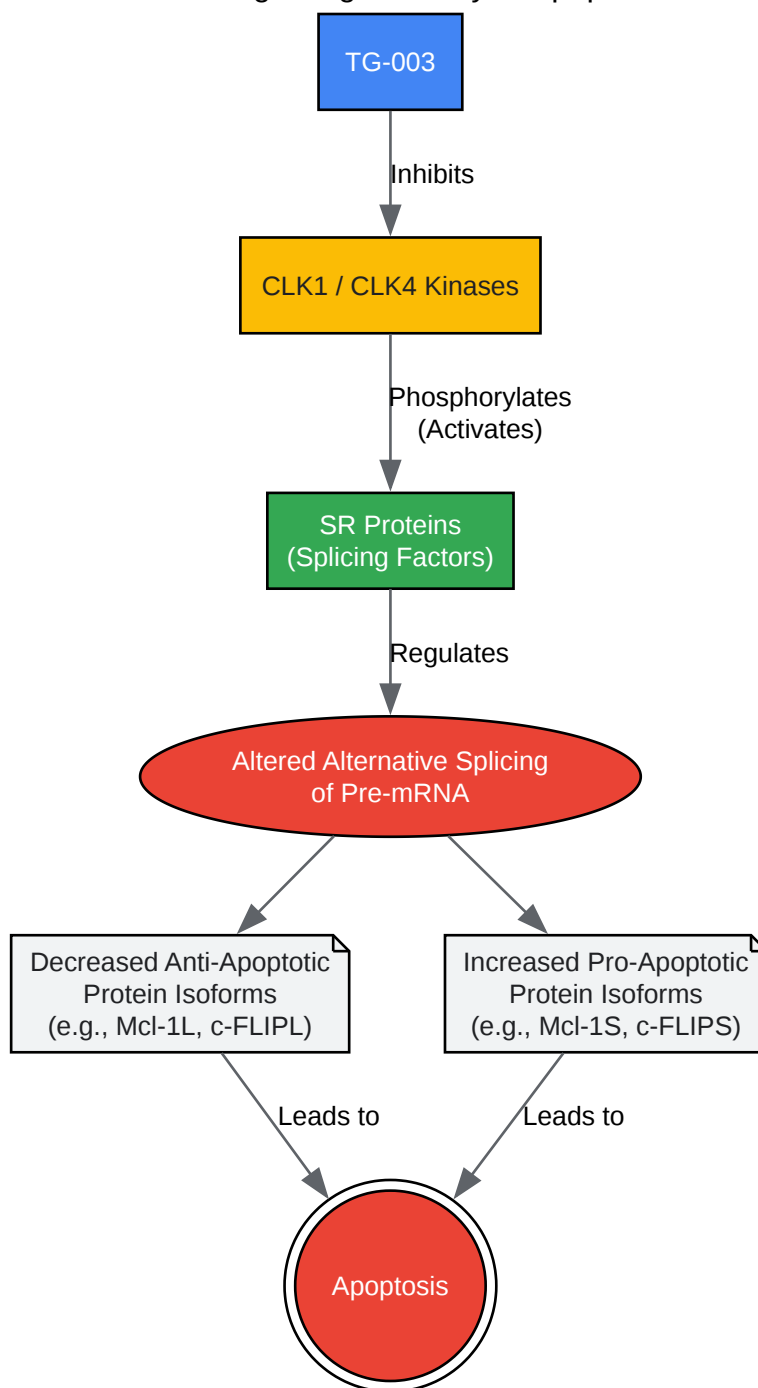 TG-003
Inhibits
CLK1 / CLK4 Kinases
Phosphorylates
(Activates)
SR Proteins
(Splicing Factors)
Regulates
Altered Alternative Splicing
of Pre-mRNA
Decreased Anti-Apoptotic
Protein Isoforms
(e.g., Mcl-1L, c-FLIPL)
Increased Pro-Apoptotic
Protein Isoforms
(e.g., Mcl-1S, c-FLIPS)
Leads to
Leads to
Apoptosis